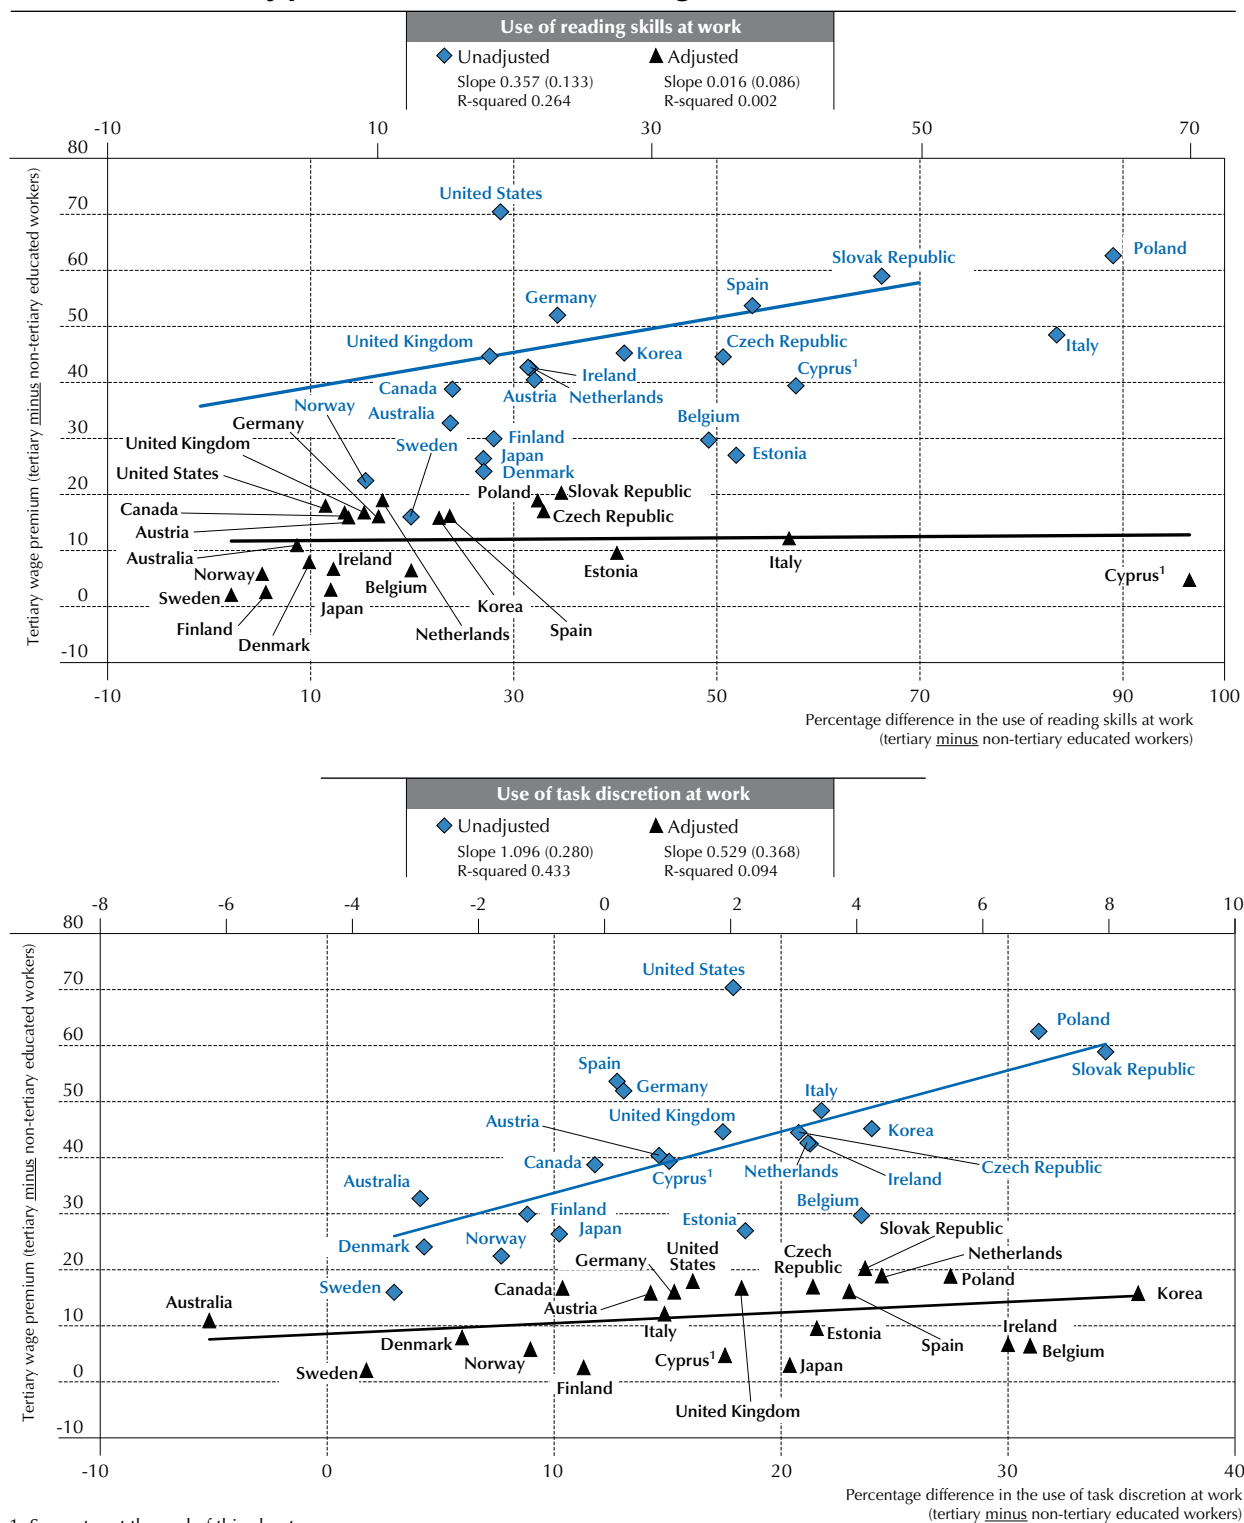 Use of reading skills at work
Unadjusted
Adjusted
Slope 0.357 (0.133)
Slope 0.016 (0.086)
R-squared 0.264
R-squared 0.002
-10 10 30 50 70
80
70
60
50
40
30
20
10
0
-10
Tertiary wage premium (tertiary minus non-tertiary educated workers)
United States
Poland
Slovak Republic
Spain
Germany
United Kingdom
Korea
Czech Republic
Italy
Ireland
Cyprus1
Canada
Austria
Netherlands
Norway
Australia
Belgium
Germany
Finland
United Kingdom
Sweden
Japan
Estonia
United States
Denmark
Poland
Slovak Republic
Canada
Czech Republic
Austria
Australia
Ireland
Italy
Estonia
Norway
Belgium
Cyprus1
Sweden
Japan
Korea
Finland
Netherlands
Spain
Denmark
-10 10 30 50 70 90 100
Percentage difference in the use of reading skills at work
(tertiary minus non-tertiary educated workers)
Use of task discretion at work
Unadjusted
Adjusted
Slope 1.096 (0.280)
Slope 0.529 (0.368)
R-squared 0.433
R-squared 0.094
-8 -6 -4 -2 0 2 4 6 8 10
80
70
60
50
40
30
20
10
0
-10
Tertiary wage premium (tertiary minus non-tertiary educated workers)
United States
Poland
Spain
Slovak Republic
Germany
Italy
United Kingdom
Austria
Korea
Canada
Czech Republic
Netherlands
Cyprus1
Ireland
Australia
Belgium
Finland
Estonia
Japan
Slovak Republic
Norway
Denmark
United
States
Czech
Republic
Netherlands
Germany
Poland
Sweden
Canada
Korea
Australia
Austria
Italy
Ireland
Estonia
Denmark
Spain
Belgium
Norway
Cyprus1
Japan
Sweden
Finland
United Kingdom
-10 0 10 20 30 40
Percentage difference in the use of task discretion at work
(tertiary minus non-tertiary educated workers)